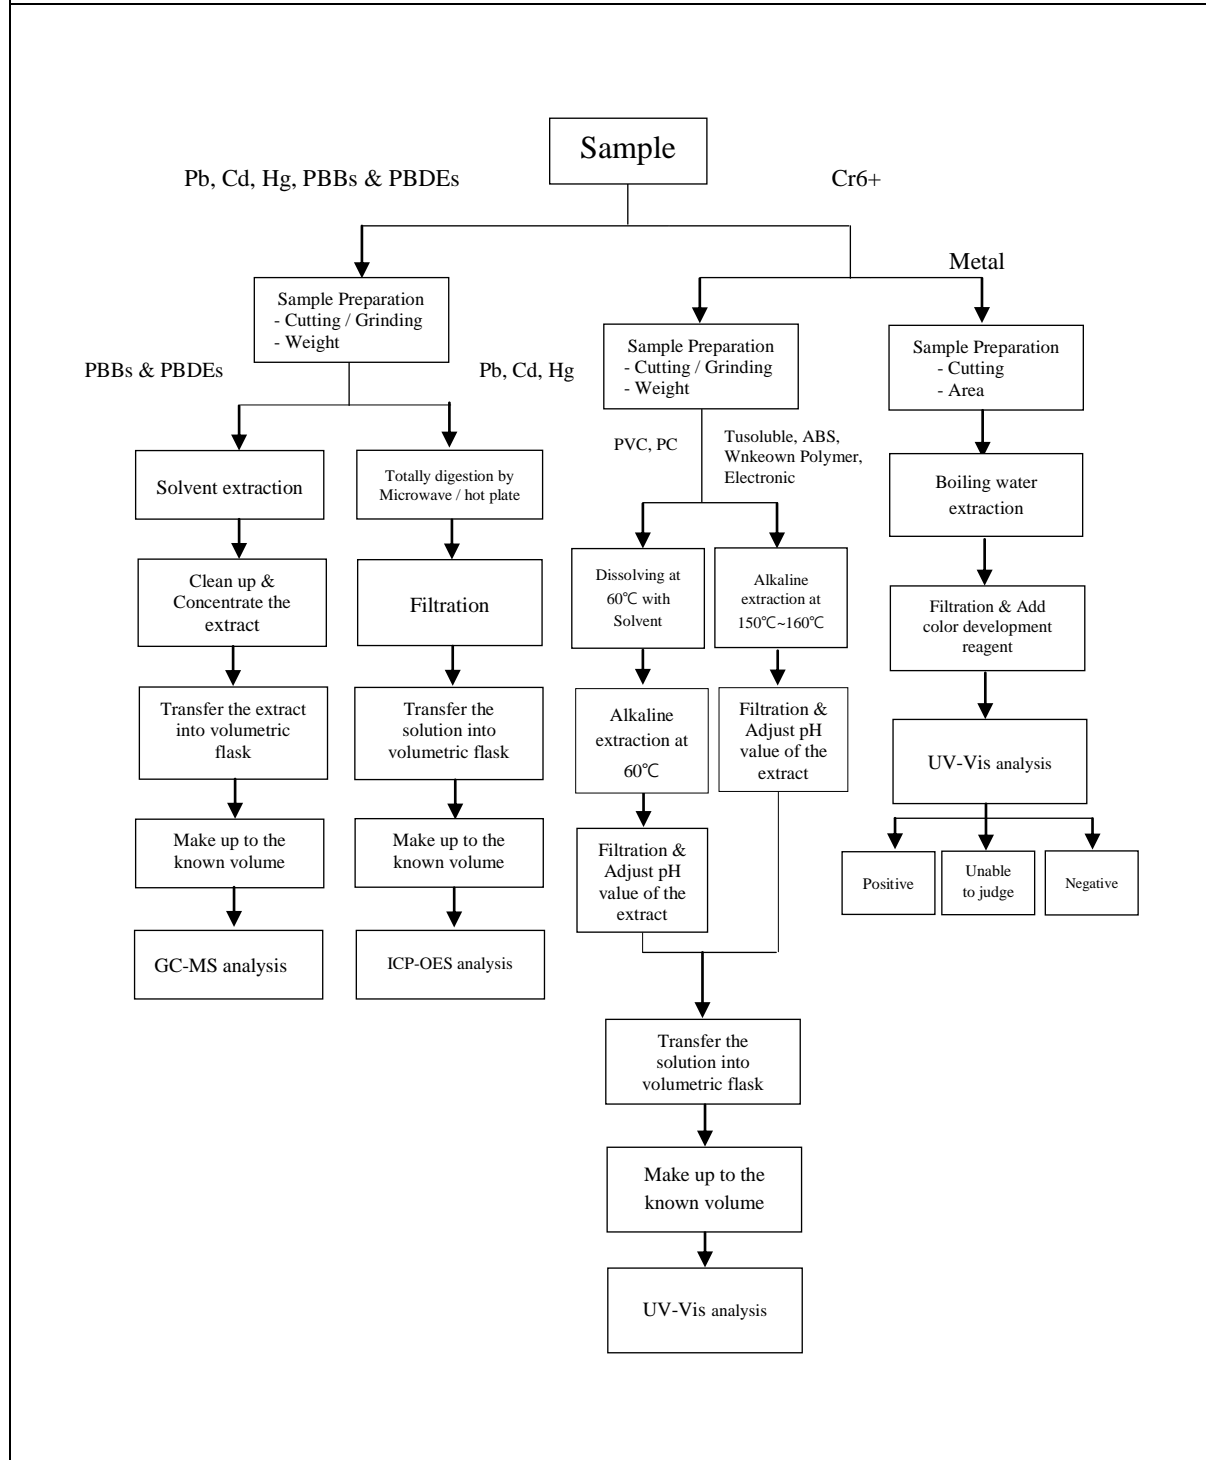 Sample
Pb, Cd, Hg, PBBs & PBDEs
Cr6+
Metal
Sample Preparation
- Cutting / Grinding
- Weight
PBBs & PBDEs
Pb, Cd, Hg
Solvent extraction
Clean up &
Concentrate the
extract
Transfer the extract
into volumetric
flask
Make up to the
known volume
GC-MS analysis
Totally digestion by
Microwave / hot plate
Filtration
Transfer the
solution into
volumetric flask
Make up to the
known volume
ICP-OES analysis
Sample Preparation
- Cutting / Grinding
- Weight
PVC, PC
Tusoluble, ABS,
Wnkeown Polymer,
Electronic
Dissolving at
60℃ with
Solvent
Alkaline
extraction at
60℃
Filtration &
Adjust pH
value of the
extract
Alkaline
extraction at
150℃~160℃
Filtration &
Adjust pH
value of the
extract
Transfer the
solution into
volumetric flask
Make up to the
known volume
UV-Vis analysis
Sample Preparation
- Cutting
- Area
Boiling water
extraction
Filtration & Add
color development
reagent
UV-Vis analysis
Positive
Unable
to judge
Negative